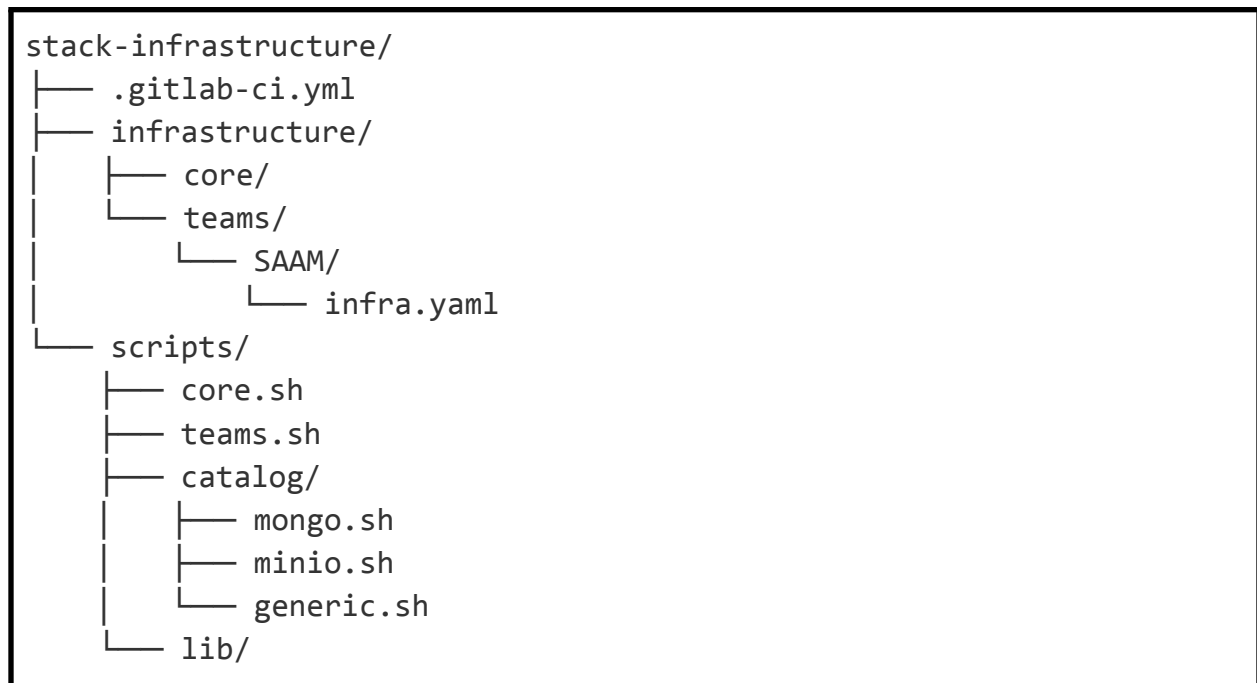 stack-infrastructure/
├── .gitlab-ci.yml
├── infrastructure/
│   ├── core/
│   └── teams/
│       └── SAAM/
│           └── infra.yaml
└── scripts/
    ├── core.sh
    ├── teams.sh
    ├── catalog/
    │   ├── mongo.sh
    │   ├── minio.sh
    │   └── generic.sh
    └── lib/